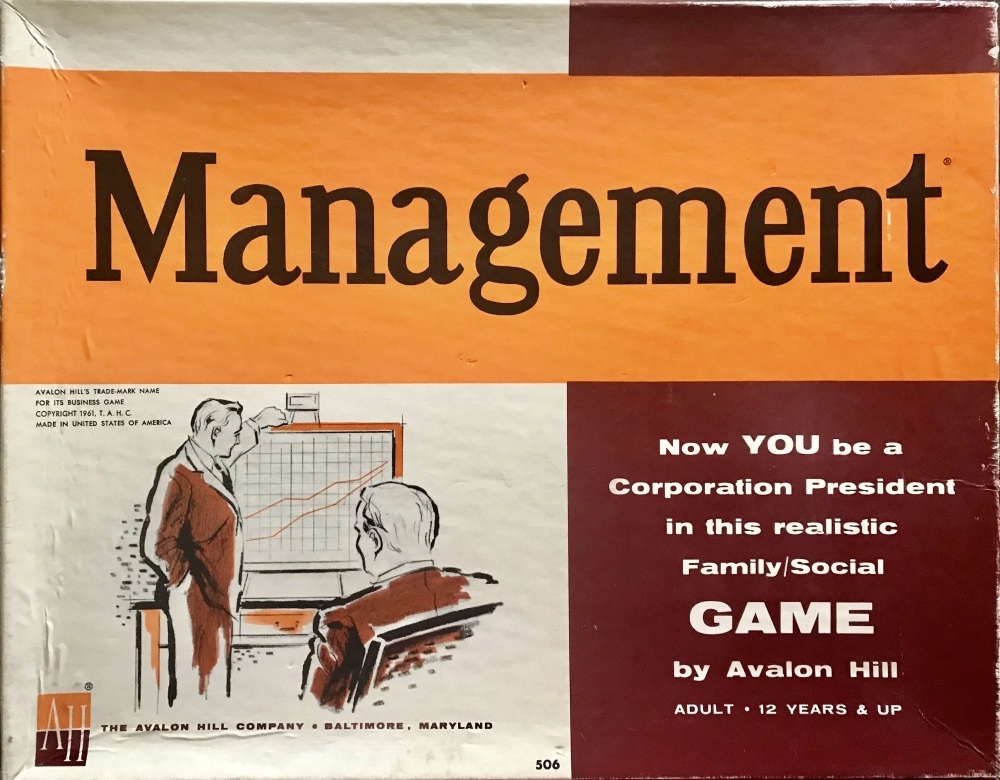 Management®
AVALON HILL'S TRADE-MARK NAME
FOR ITS BUSINESS GAME
COPYRIGHT 1961, T. A. H. C.
MADE IN UNITED STATES OF AMERICA
Now YOU be a
Corporation President
in this realistic
Family/Social
GAME
by Avalon Hill
ADULT • 12 YEARS & UP
AH®
THE AVALON HILL COMPANY • BALTIMORE, MARYLAND
506